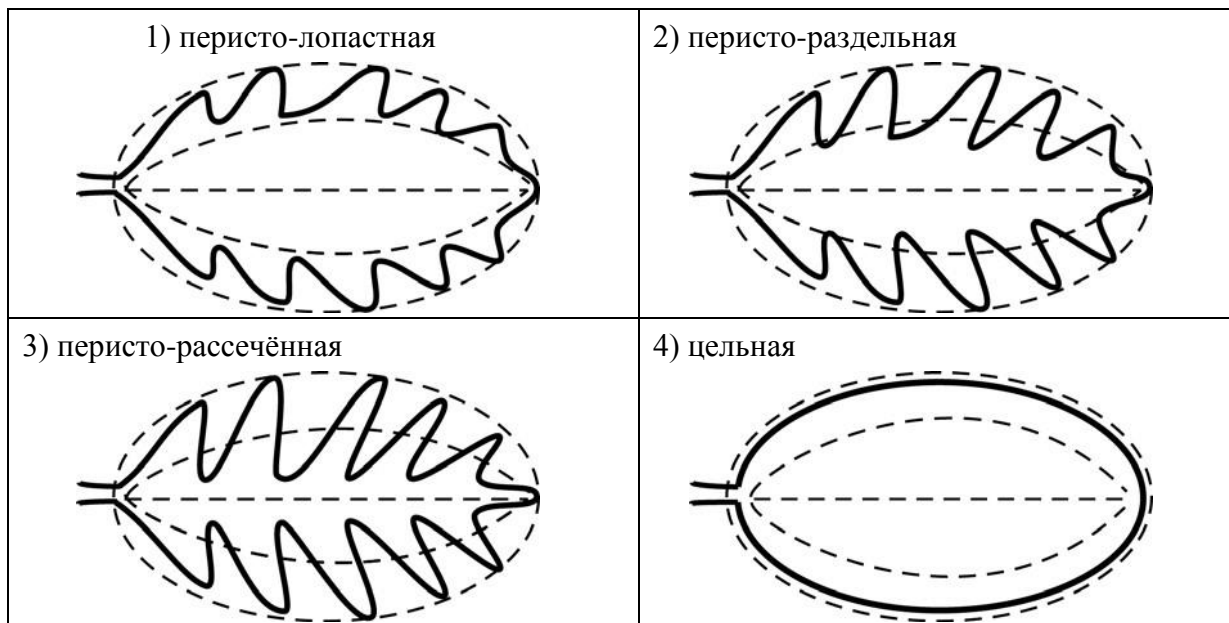 1) перисто-лопастная
2) перисто-раздельная
3) перисто-рассечённая
4) цельная